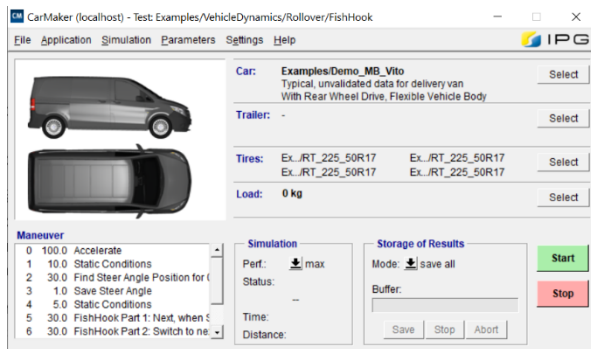 CM CarMaker (localhost) - Test: Examples/VehicleDynamics/Rollover/FishHook
File Application Simulation Parameters Settings Help
IPG
Car: Examples/Demo_MB_Vito Select
Typical, unvalidated data for delivery van
With Rear Wheel Drive, Flexible Vehicle Body
Trailer: - Select
Tires: Ex../RT_225_50R17 Ex../RT_225_50R17 Select
Ex../RT_225_50R17 Ex../RT_225_50R17
Load: 0 kg Select
Maneuver
0 100.0 Accelerate
1 10.0 Static Conditions
2 30.0 Find Steer Angle Position for
3 1.0 Save Steer Angle
4 5.0 Static Conditions
5 30.0 FishHook Part 1: Next, when
6 30.0 FishHook Part 2: Switch to ne
Simulation
Perf.: max
Status:
--
Time:
Distance:
Storage of Results
Mode: save all
Buffer:
Save Stop Abort
Start
Stop